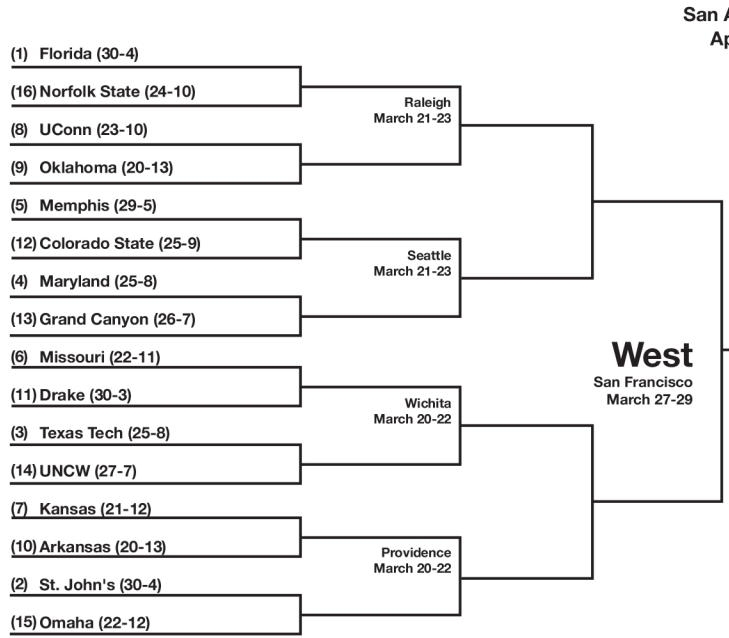 San A
Ap
(1) Florida (30-4)
(16) Norfolk State (24-10)
Raleigh
March 21-23
(8) UConn (23-10)
(9) Oklahoma (20-13)
(5) Memphis (29-5)
(12) Colorado State (25-9)
Seattle
March 21-23
(4) Maryland (25-8)
(13) Grand Canyon (26-7)
West
San Francisco
March 27-29
(6) Missouri (22-11)
(11) Drake (30-3)
Wichita
March 20-22
(3) Texas Tech (25-8)
(14) UNCW (27-7)
(7) Kansas (21-12)
(10) Arkansas (20-13)
Providence
March 20-22
(2) St. John's (30-4)
(15) Omaha (22-12)